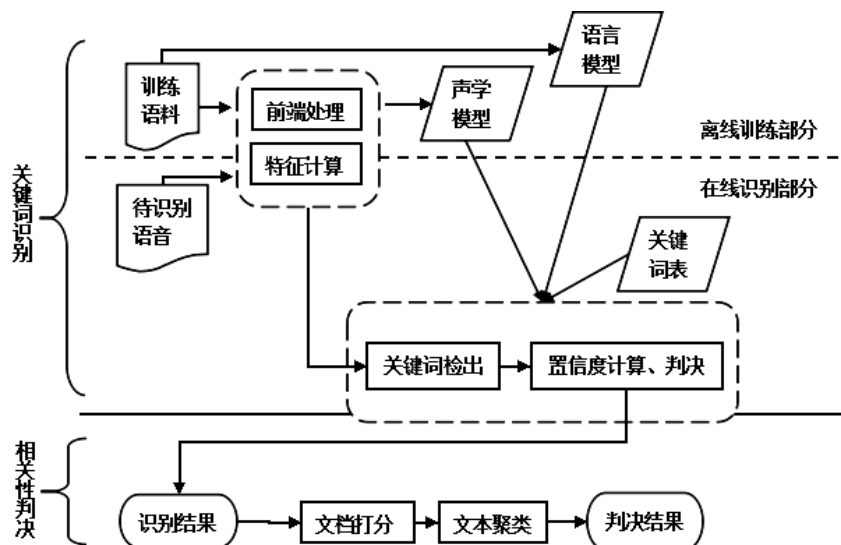 语言
模型
训练
语料
前端处理
声学
模型
离线训练部分
关键词识别
特征计算
在线识别部分
待识别
语音
关键
词表
关键词检出
置信度计算、判决
相关性判决
识别结果
文档打分
文本聚类
判决结果